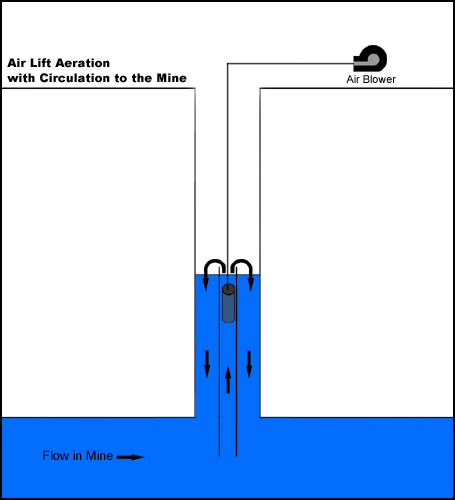 Air Lift Aeration
with Circulation to the Mine
Air Blower
Flow in Mine